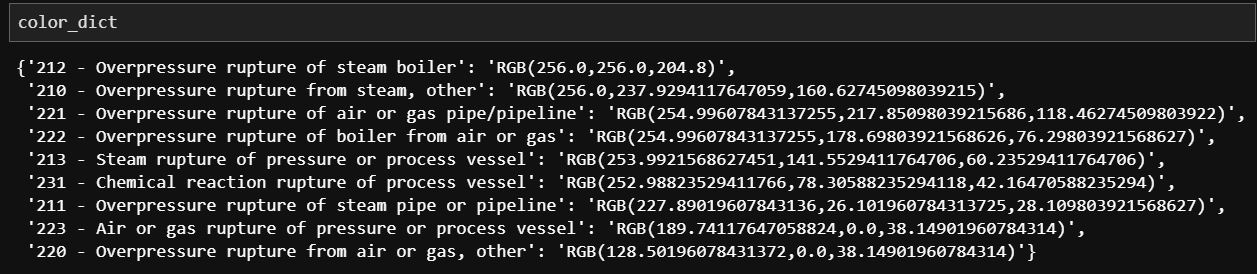 color_dict
{'212 - Overpressure rupture of steam boiler': 'RGB(256.0,256.0,204.8)',
 '210 - Overpressure rupture from steam, other': 'RGB(256.0,237.9294117647059,160.62745098039215)',
 '221 - Overpressure rupture of air or gas pipe/pipeline': 'RGB(254.99607843137255,217.85098039215686,118.46274509803922)',
 '222 - Overpressure rupture of boiler from air or gas': 'RGB(254.99607843137255,178.69803921568626,76.29803921568627)',
 '213 - Steam rupture of pressure or process vessel': 'RGB(253.9921568627451,141.5529411764706,60.23529411764706)',
 '231 - Chemical reaction rupture of process vessel': 'RGB(252.98823529411766,78.30588235294118,42.16470588235294)',
 '211 - Overpressure rupture of steam pipe or pipeline': 'RGB(227.89019607843136,26.101960784313725,28.109803921568627)',
 '223 - Air or gas rupture of pressure or process vessel': 'RGB(189.74117647058824,0.0,38.14901960784314)',
 '220 - Overpressure rupture from air or gas, other': 'RGB(128.50196078431372,0.0,38.14901960784314)'}